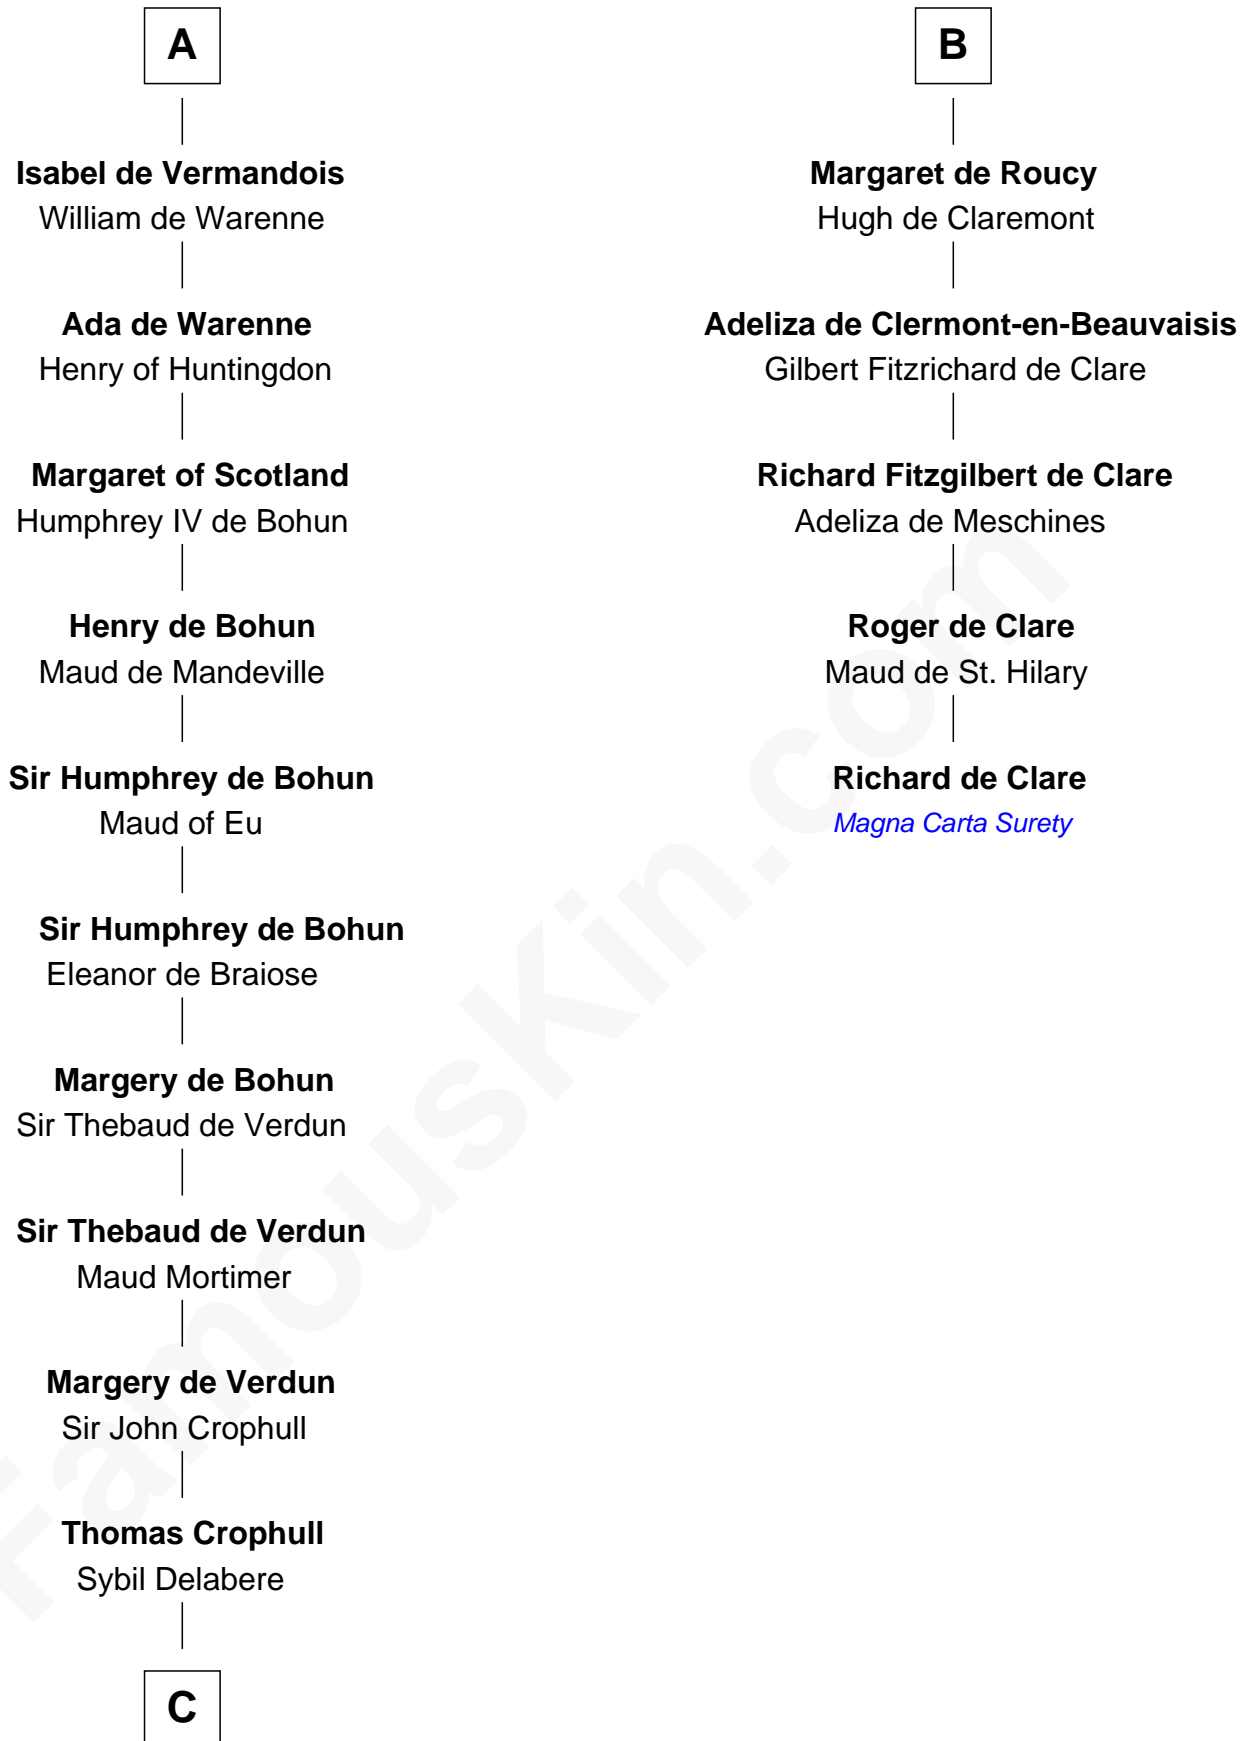 A
Isabel de Vermandois
William de Warenne
Ada de Warenne
Henry of Huntingdon
Margaret of Scotland
Humphrey IV de Bohun
Henry de Bohun
Maud de Mandeville
Sir Humphrey de Bohun
Maud of Eu
Sir Humphrey de Bohun
Eleanor de Braiose
Margery de Bohun
Sir Thebaud de Verdun
Sir Thebaud de Verdun
Maud Mortimer
Margery de Verdun
Sir John Crophull
Thomas Crophull
Sybil Delabere
C
B
Margaret de Roucy
Hugh de Claremont
Adeliza de Clermont-en-Beauvaisis
Gilbert Fitzrichard de Clare
Richard Fitzgilbert de Clare
Adeliza de Meschines
Roger de Clare
Maud de St. Hilary
Richard de Clare
Magna Carta Surety
FamousKin.com